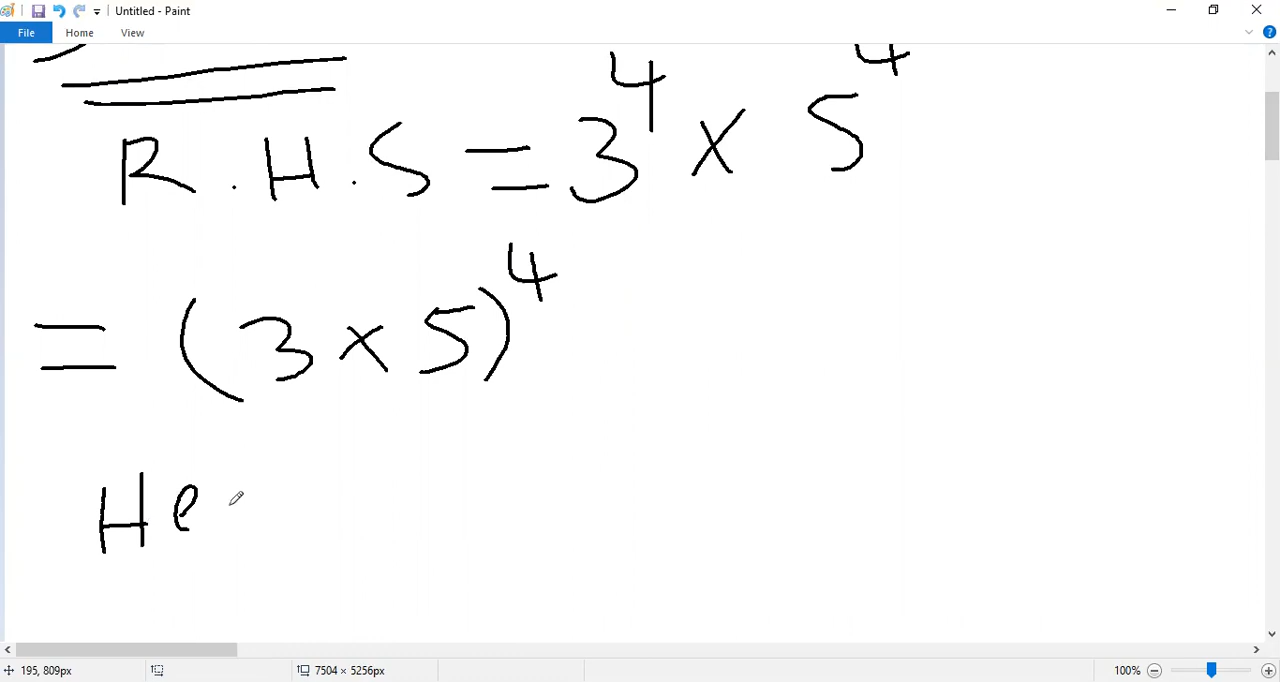 Untitled - Paint
File Home View
R.H.S = 3⁴ × 5⁴
= (3 × 5)⁴
He
195, 809px 7504 × 5256px 100%